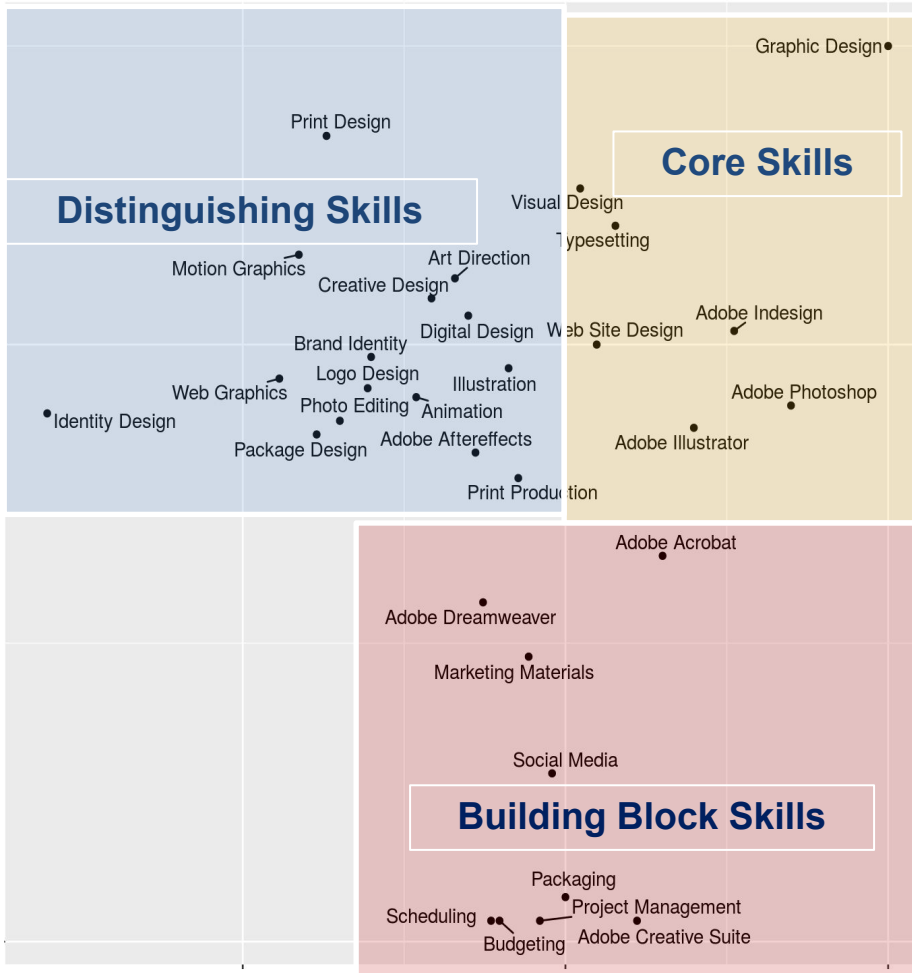 Graphic Design
Print Design
Core Skills
Distinguishing Skills
Visual Design
Typesetting
Art Direction
Motion Graphics
Creative Design
Adobe Indesign
Digital Design
Web Site Design
Brand Identity
Logo Design
Illustration
Web Graphics
Adobe Photoshop
Photo Editing
Animation
Identity Design
Adobe Aftereffects
Adobe Illustrator
Package Design
Print Production
Adobe Acrobat
Adobe Dreamweaver
Marketing Materials
Social Media
Building Block Skills
Packaging
Project Management
Scheduling
Adobe Creative Suite
Budgeting